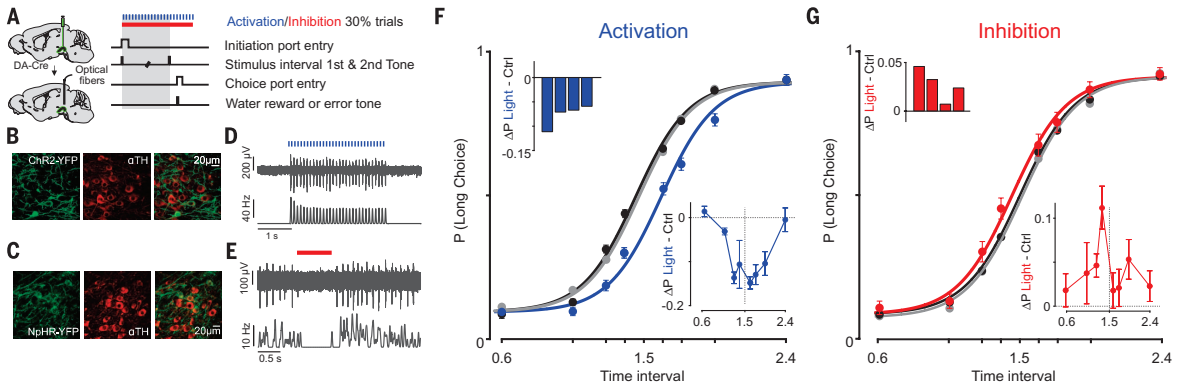 A
Activation/Inhibition 30% trials
Initiation port entry
Stimulus interval 1st & 2nd Tone
Choice port entry
Water reward or error tone
DA-Cre
Optical
fibers
B
ChR2-YFP
αTH
20μm
C
NpHR-YFP
αTH
20μm
D
200 μV
40 Hz
1 s
E
100 μV
10 Hz
0.5 s
F
Activation
1
0
P (Long Choice)
0
-0.15
ΔP Light - Ctrl
0
-0.2
ΔP Light - Ctrl
0.6 1.5 2.4
0.6 1.5 2.4
Time interval
G
Inhibition
1
0
P (Long Choice)
0.05
0
ΔP Light - Ctrl
0.1
0
ΔP Light - Ctrl
0.6 1.5 2.4
0.6 1.5 2.4
Time interval